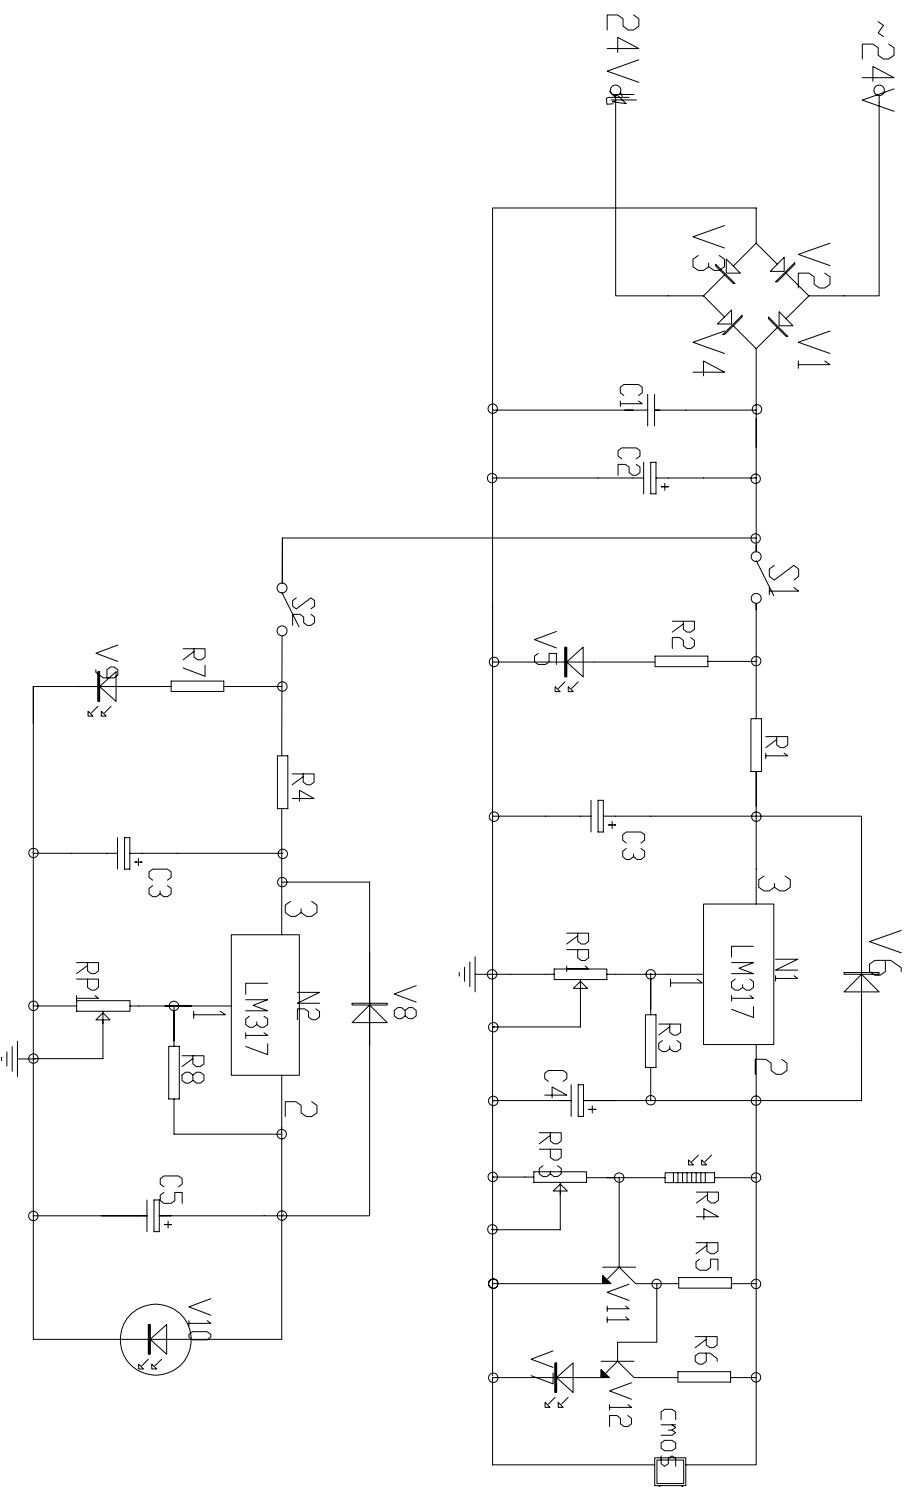 ~24V
V6
V2
V1
S1
R1
3
N1
2
LM317
V3
V4
1
R2
R3
R4
R5
R6
cmos
24V
C1
C2
C3
V11
V12
RP1
C4
RP3
V5
V7
V8
S2
R4
3
N2
2
LM317
1
V10
R7
R8
C5
C3
V9
RP1